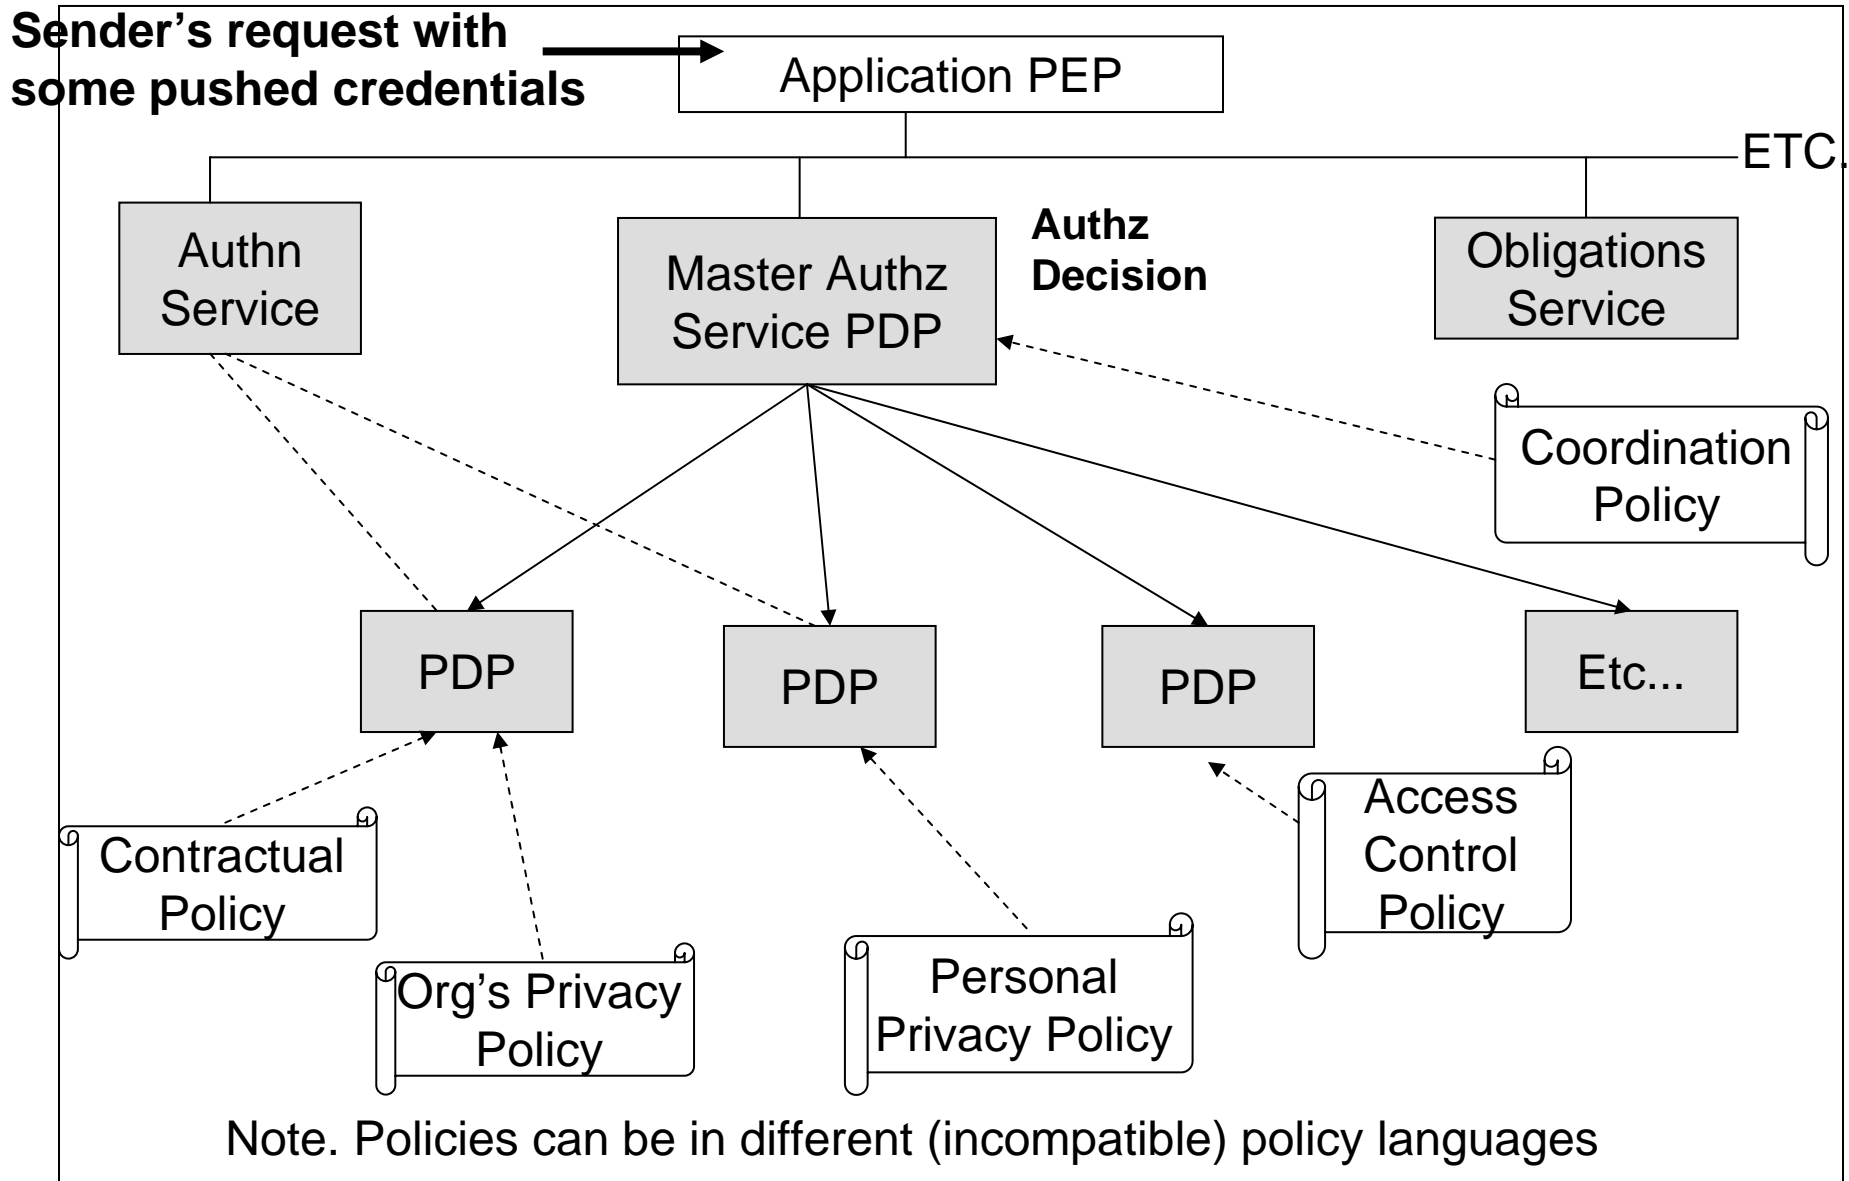 Sender’s request with
some pushed credentials
Application PEP
ETC.
Authn
Service
Master Authz
Service PDP
Authz
Decision
Obligations
Service
Coordination
Policy
PDP
PDP
PDP
Etc...
Contractual
Policy
Org’s Privacy
Policy
Personal
Privacy Policy
Access
Control
Policy
Note. Policies can be in different (incompatible) policy languages